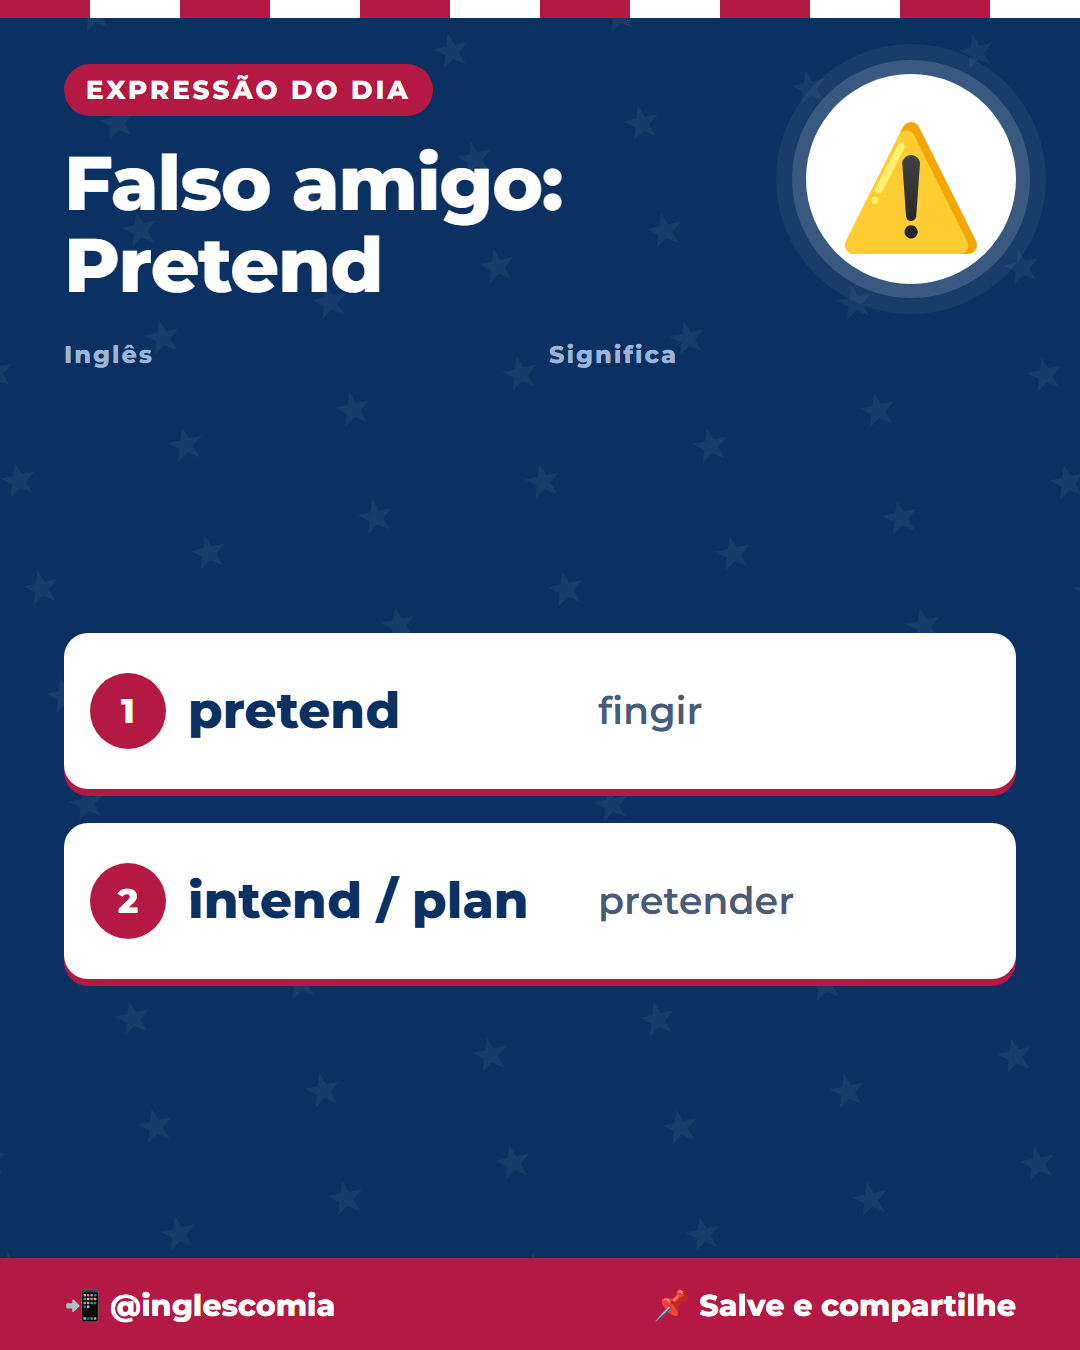 EXPRESSÃO DO DIA
Falso amigo:
Pretend
Inglês Significa
1 pretend fingir
2 intend / plan pretender
@inglescomia Salve e compartilhe